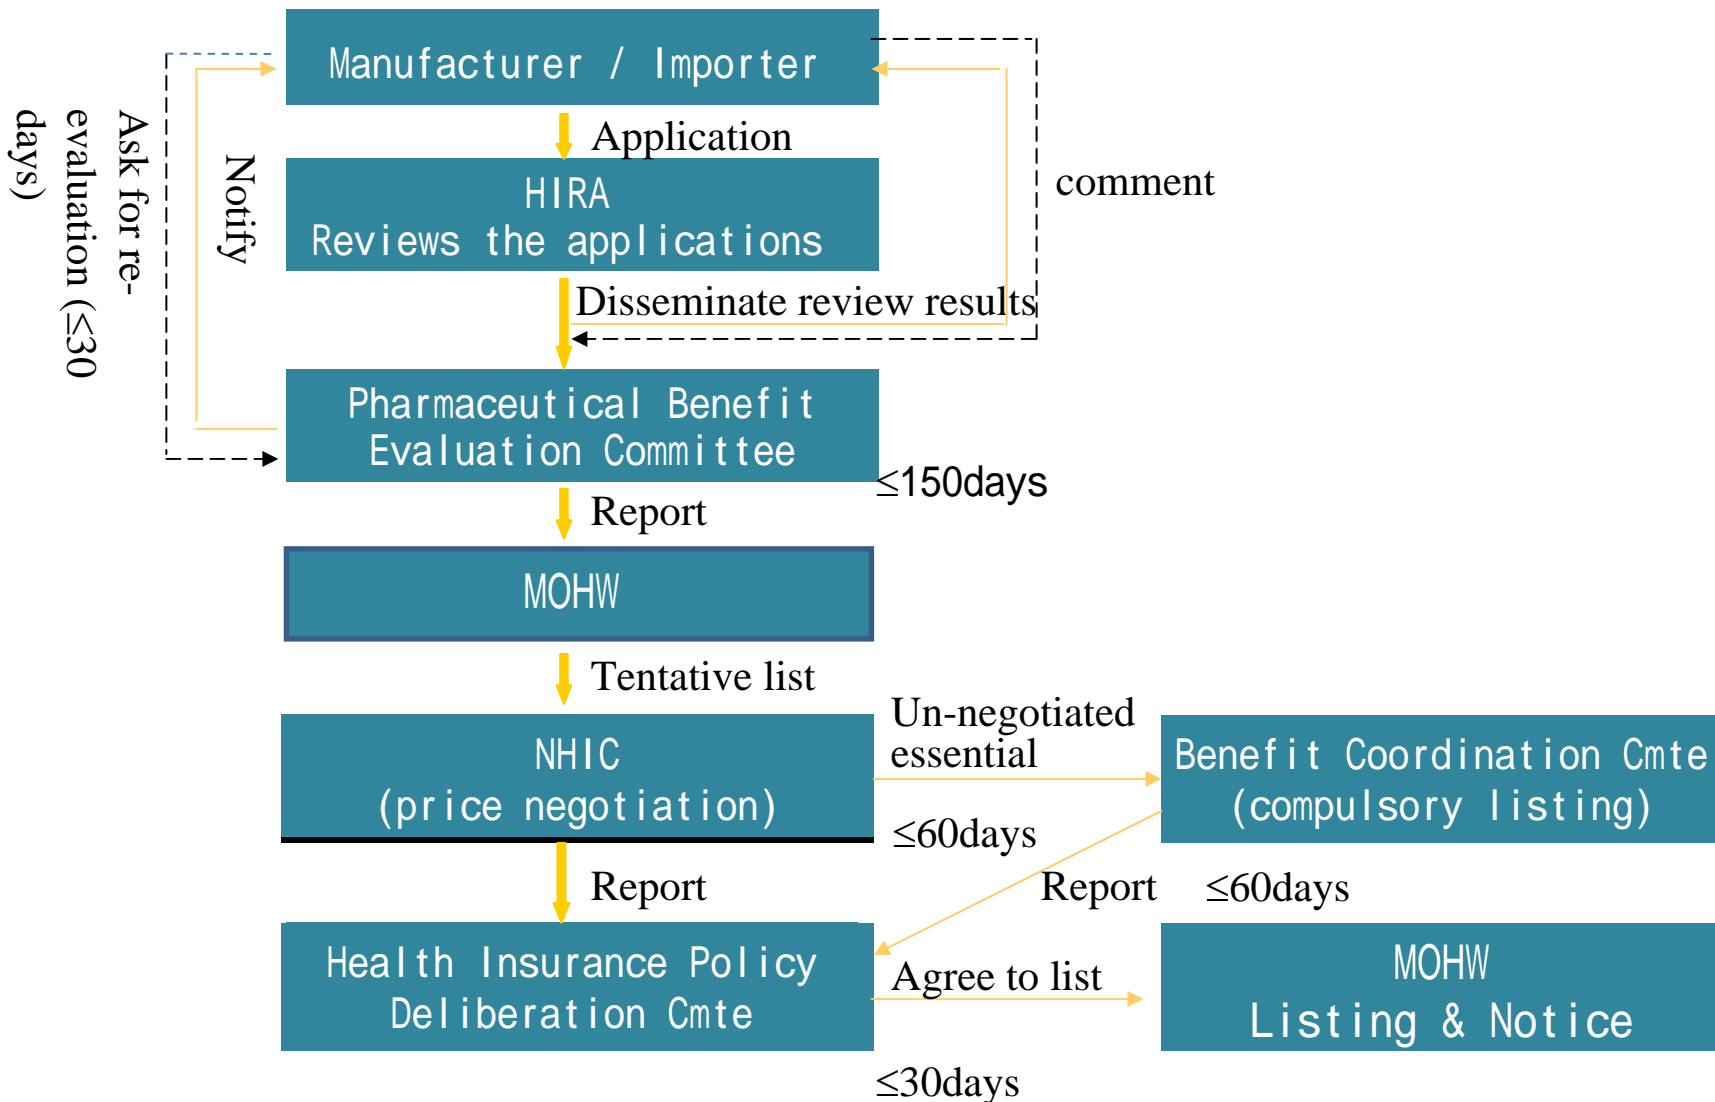 Manufacturer / Importer
Application
HIRA
Reviews the applications
comment
Ask for re-
evaluation (≤30
days)
Notify
Disseminate review results
Pharmaceutical Benefit
Evaluation Committee
≤150days
Report
MOHW
Tentative list
NHIC
(price negotiation)
Un-negotiated
essential
Benefit Coordination Cmte
(compulsory listing)
≤60days
Report
Report
≤60days
Health Insurance Policy
Deliberation Cmte
Agree to list
MOHW
Listing & Notice
≤30days